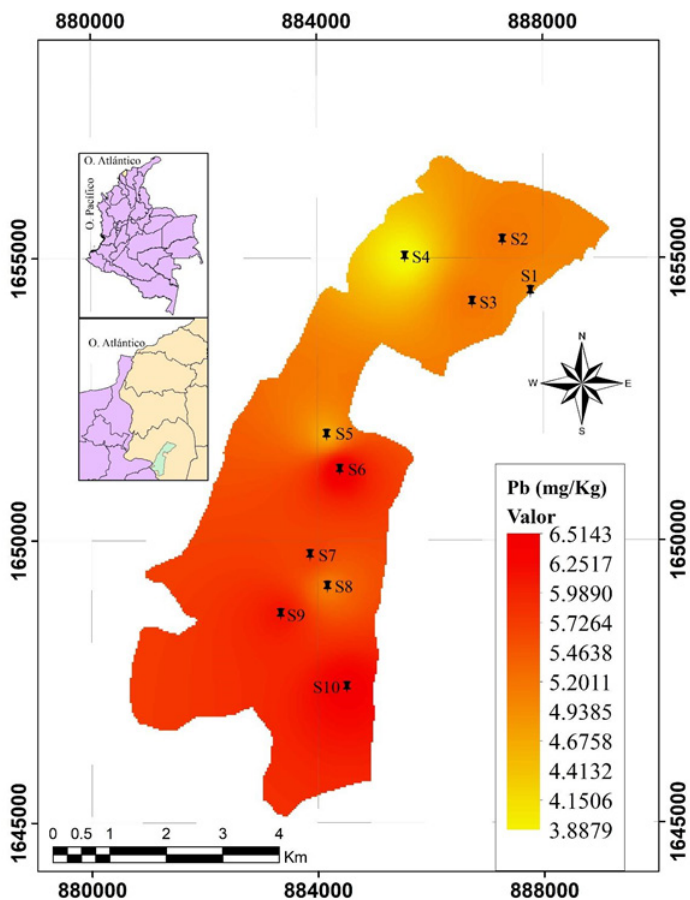 880000 884000 888000
O. Atlántico
O. Pacífico
1655000 1655000
S2
S4
S1
S3
O. Atlántico
N
W E
S
S5
S6
Pb (mg/Kg)
Valor
6.5143
6.2517
5.9890
5.7264
5.4638
5.2011
4.9385
4.6758
4.4132
4.1506
3.8879
1650000 1650000
S7
S8
S9
S10
1645000 1645000
0 0.5 1 2 3 4
Km
880000 884000 888000